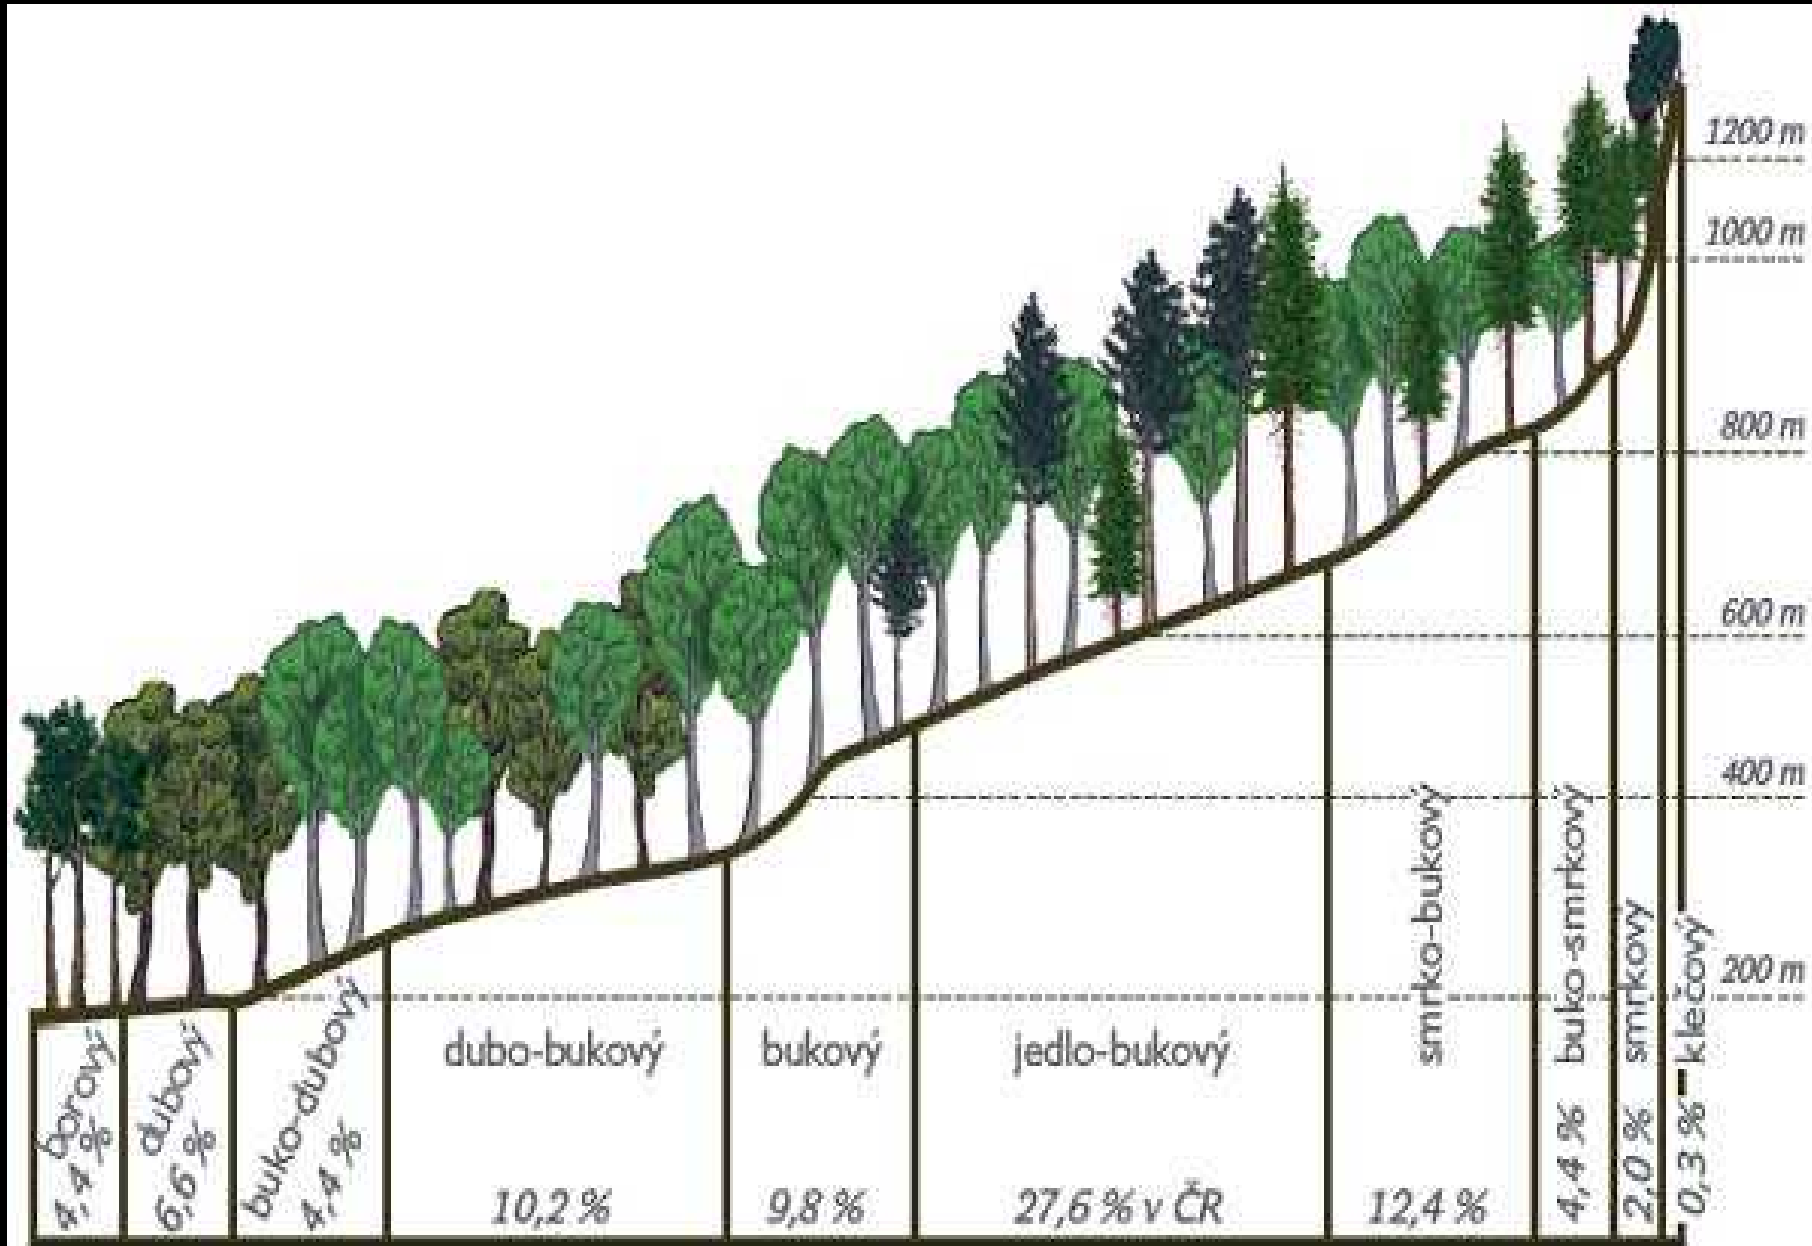 1200 m
1000 m
800 m
600 m
400 m
200 m
borový
4,4 %
dubový
6,6 %
buko-dubový
4,4 %
dubo-bukový
10,2 %
bukový
9,8 %
jedlo-bukový
27,6 % v ČR
smrko-bukový
12,4 %
buko-smrkový
4,4 %
smrkový
2,0 %
klečový
0,3 %